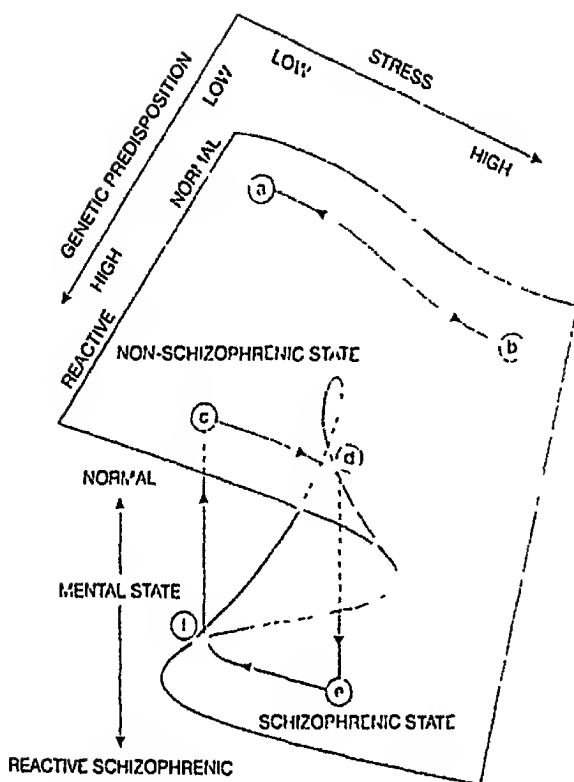 STRESS
LOW
HIGH
GENETIC PREDISPOSITION
LOW
HIGH
NORMAL
REACTIVE
a
b
NON-SCHIZOPHRENIC STATE
c
d
NORMAL
MENTAL STATE
f
e
SCHIZOPHRENIC STATE
REACTIVE SCHIZOPHRENIC